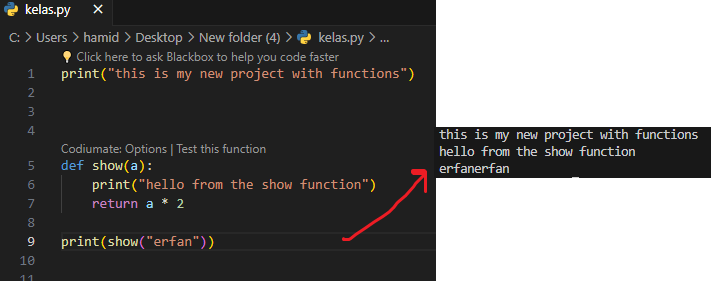 kelas.py
C: > Users > hamid > Desktop > New folder (4) > kelas.py > ...
Click here to ask Blackbox to help you code faster
1 print("this is my new project with functions")
2
3
4
Codiumate: Options | Test this function
5 def show(a):
6 print("hello from the show function")
7 return a * 2
8
9 print(show("erfan"))
10
11
this is my new project with functions
hello from the show function
erfanerfan